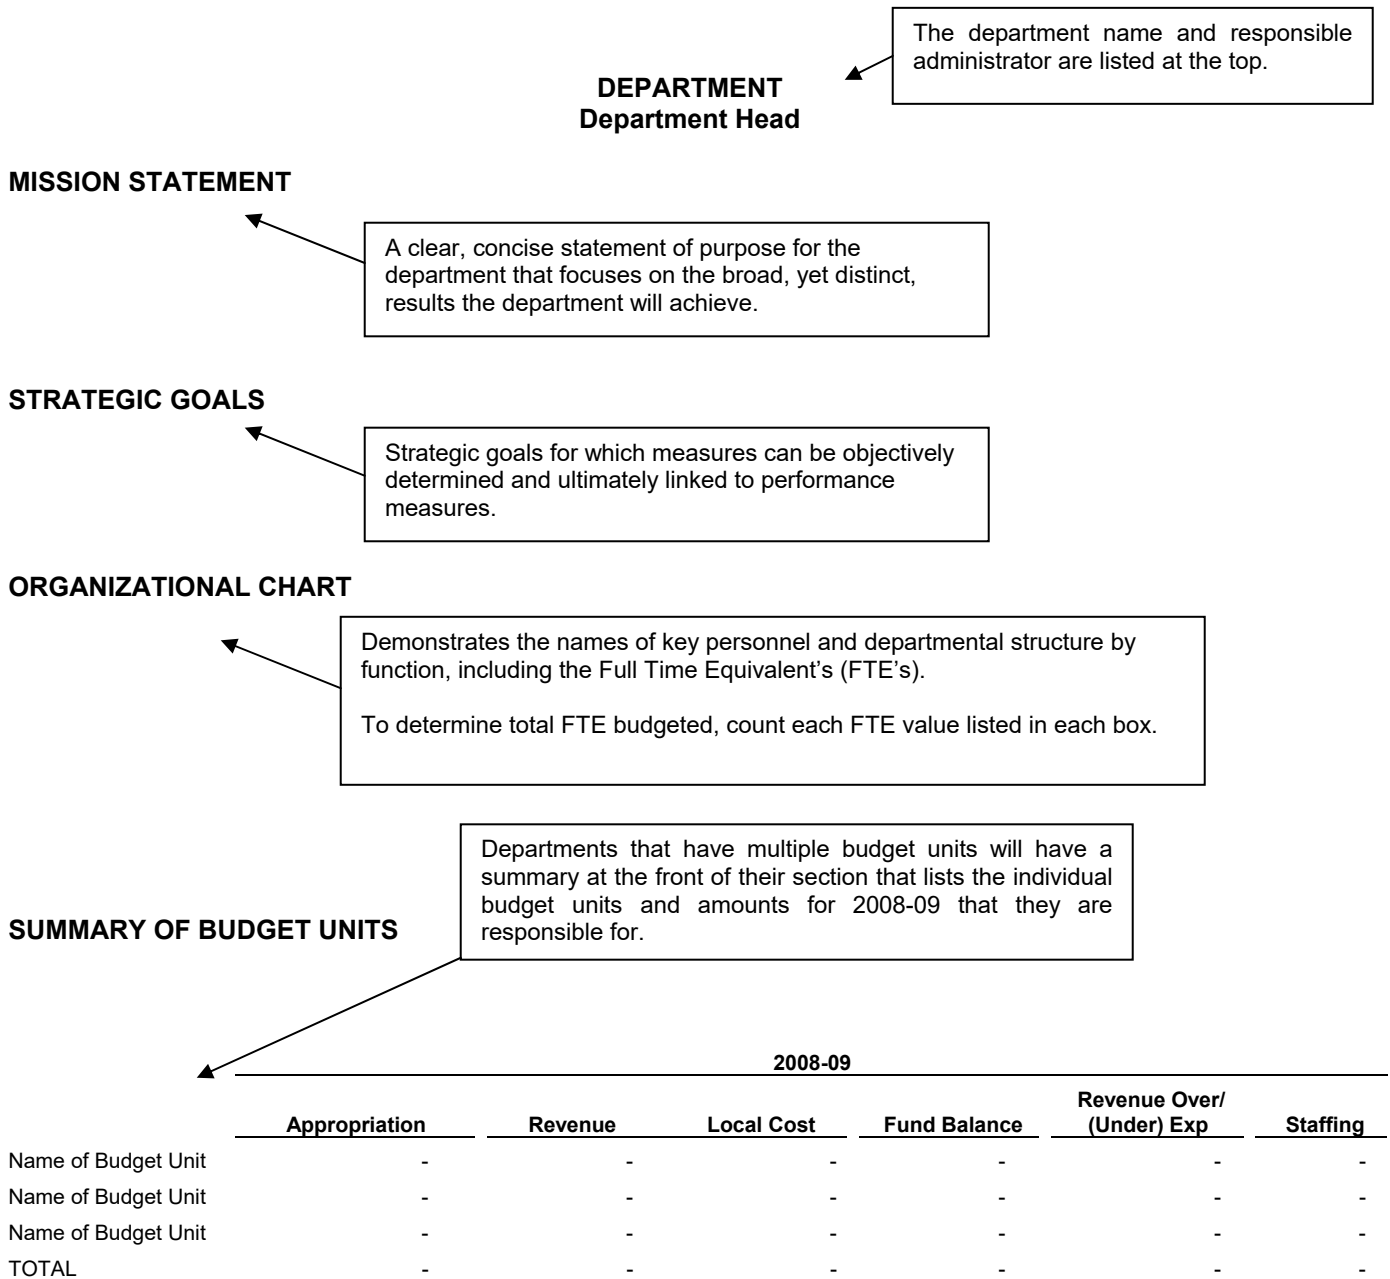 The department name and responsible
administrator are listed at the top.
DEPARTMENT
Department Head
MISSION STATEMENT
A clear, concise statement of purpose for the
department that focuses on the broad, yet distinct,
results the department will achieve.
STRATEGIC GOALS
Strategic goals for which measures can be objectively
determined and ultimately linked to performance
measures.
ORGANIZATIONAL CHART
Demonstrates the names of key personnel and departmental structure by
function, including the Full Time Equivalent's (FTE's).
To determine total FTE budgeted, count each FTE value listed in each box.
Departments that have multiple budget units will have a
summary at the front of their section that lists the individual
budget units and amounts for 2008-09 that they are
responsible for.
SUMMARY OF BUDGET UNITS
2008-09
Appropriation Revenue Local Cost Fund Balance Revenue Over/
(Under) Exp Staffing
Name of Budget Unit - - - - - -
Name of Budget Unit - - - - - -
Name of Budget Unit - - - - - -
TOTAL - - - - - -